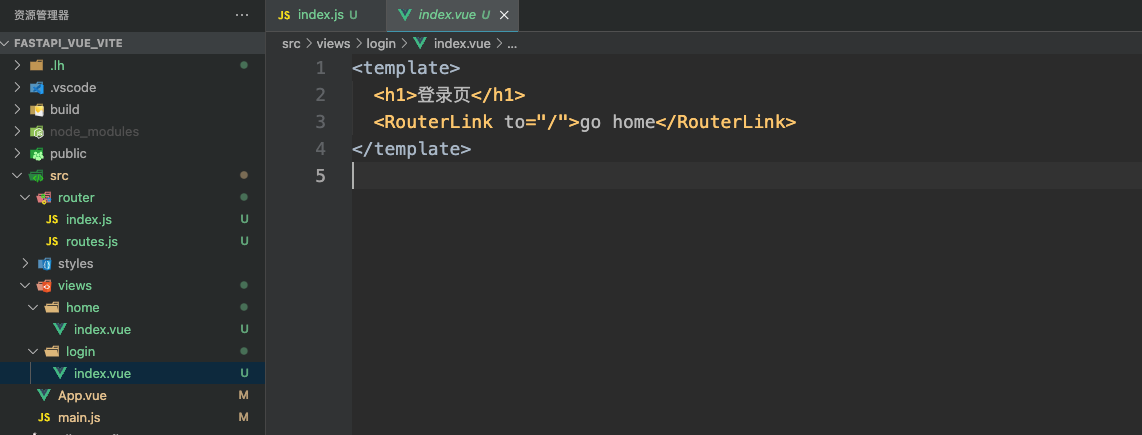 资源管理器 ···
FASTAPI_VUE_VITE
.lh
.vscode
build
node_modules
public
src
router
JS index.js U
JS routes.js U
styles
views
home
index.vue U
login
index.vue U
App.vue M
JS main.js M
JS index.js U index.vue U ×
src > views > login > index.vue > ...
1 <template>
2 <h1>登录页</h1>
3 <RouterLink to="/">go home</RouterLink>
4 </template>
5